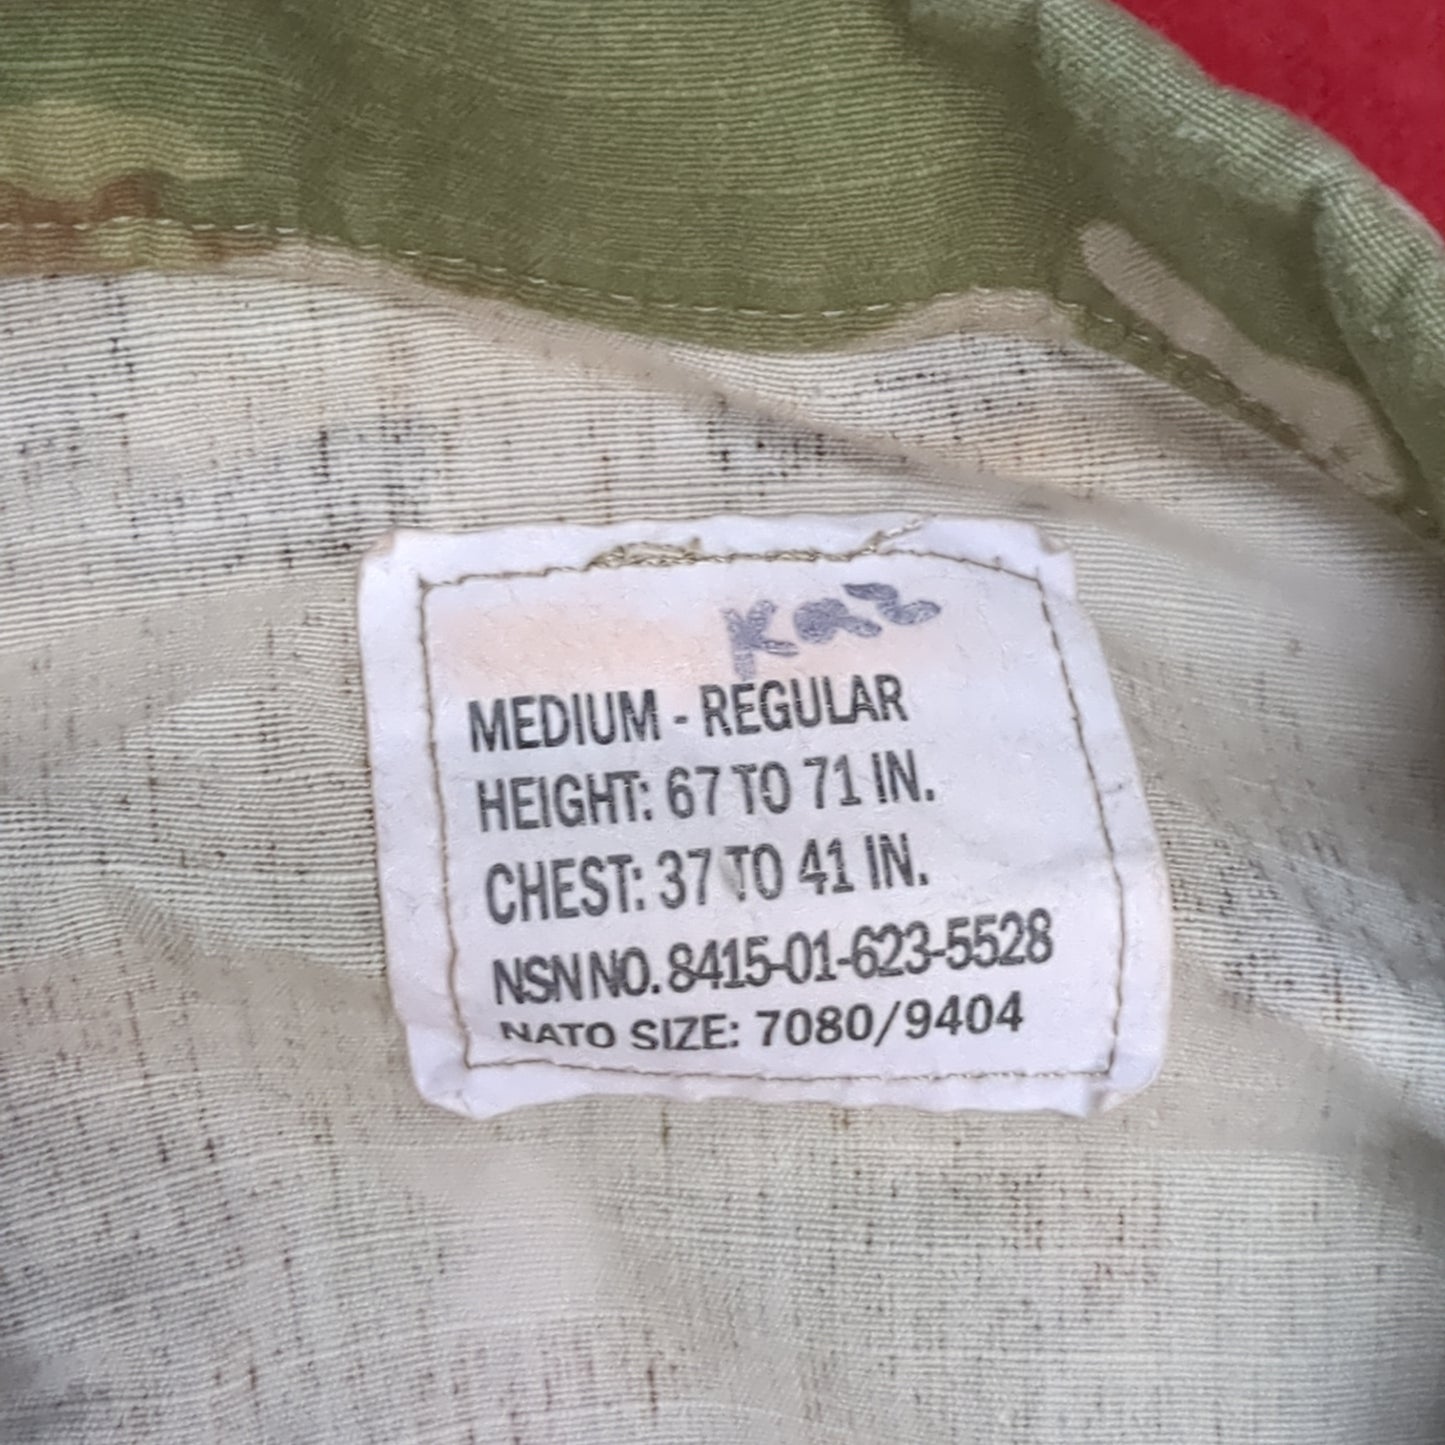 Kaz
MEDIUM - REGULAR
HEIGHT: 67 TO 71 IN.
CHEST: 37 TO 41 IN.
NSN NO. 8415-01-623-5528
NATO SIZE: 7080/9404